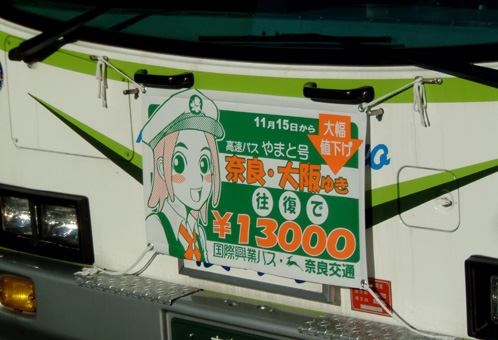 11月15日から
大幅
値下げ
高速バス やまと号
奈良・大阪ゆき
往復で
¥13000
国際興業バス・奈良交通